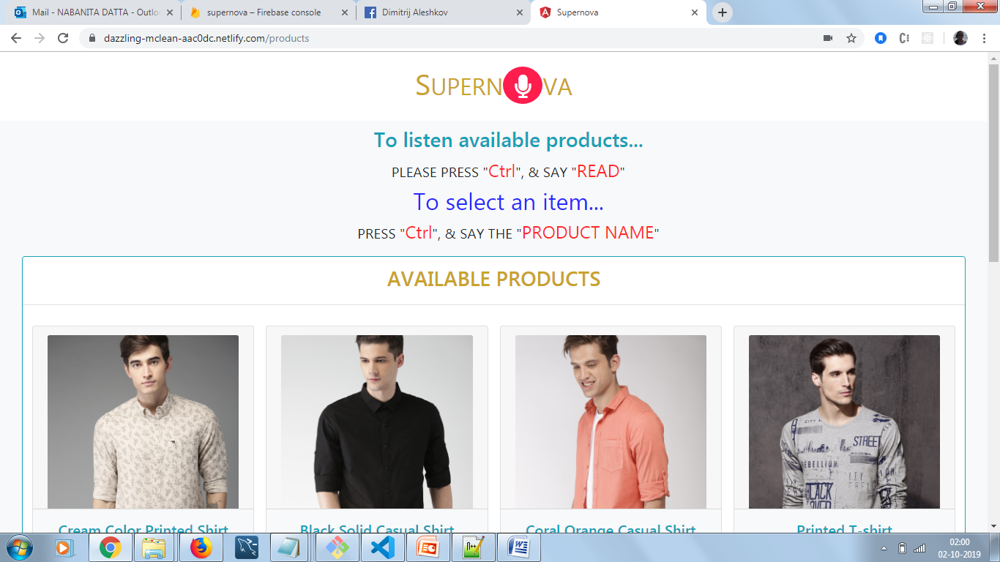 Mail - NABANITA DATTA - Outlo
supernova – Firebase console
Dimitrij Aleshkov
Supernova
dazzling-mclean-aac0dc.netlify.com/products
SUPERN VA
To listen available products...
PLEASE PRESS "Ctrl", & SAY "READ"
To select an item...
PRESS "Ctrl", & SAY THE "PRODUCT NAME"
AVAILABLE PRODUCTS
CITY
STREET
REBELLION
CITY
BLACK
OVER
Cream Color Printed Shirt
Black Solid Casual Shirt
Coral Orange Casual Shirt
Printed T-shirt
02:00
02-10-2019